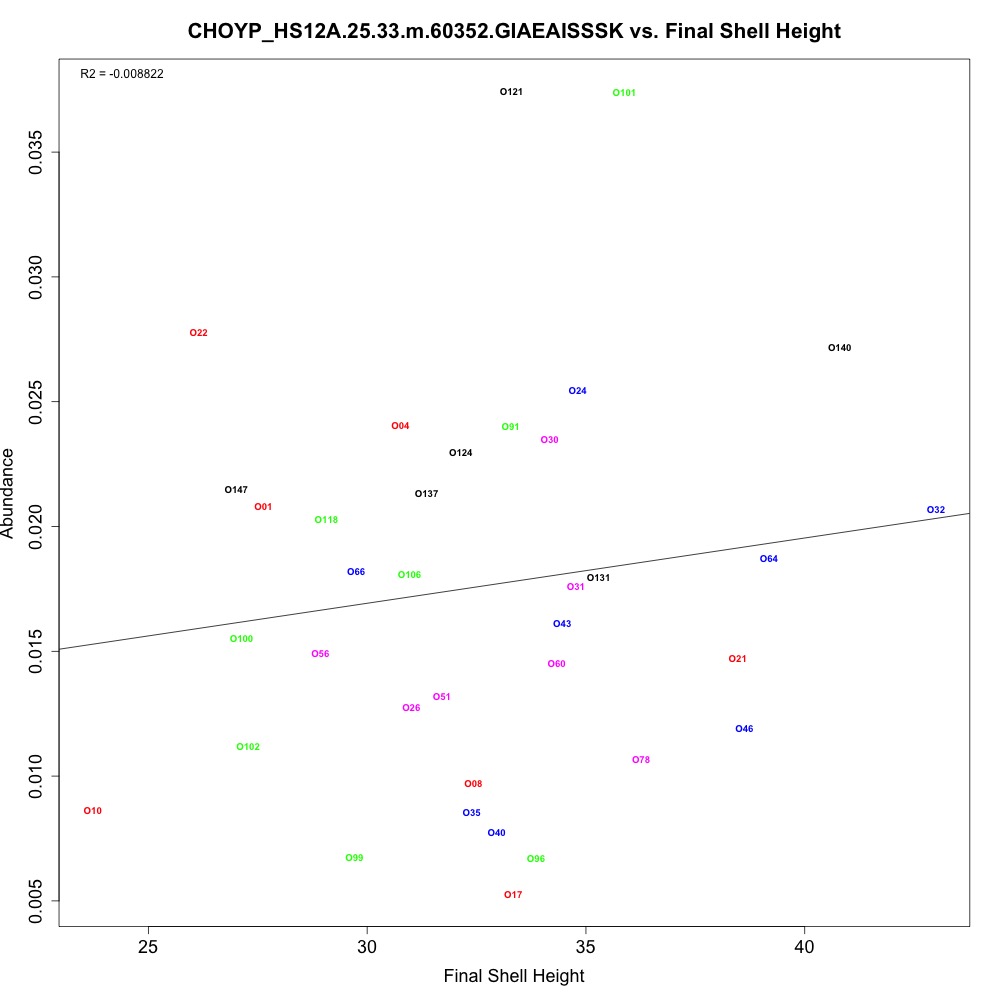 CHOYP_HS12A.25.33.m.60352.GIAEAISSSK vs. Final Shell Height
R2 = -0.008822
O121
O101
0.035
0.030
O22
O140
O24
0.025
O04
O91
O30
O124
O147
O137
O01
O32
O118
0.020
O64
O66
O106
O131
O31
O43
O100
0.015
O56
O21
O60
O51
O26
O46
O102
O78
0.010
O08
O10
O35
O40
O99
O96
O17
0.005
Abundance
25
30
35
40
Final Shell Height